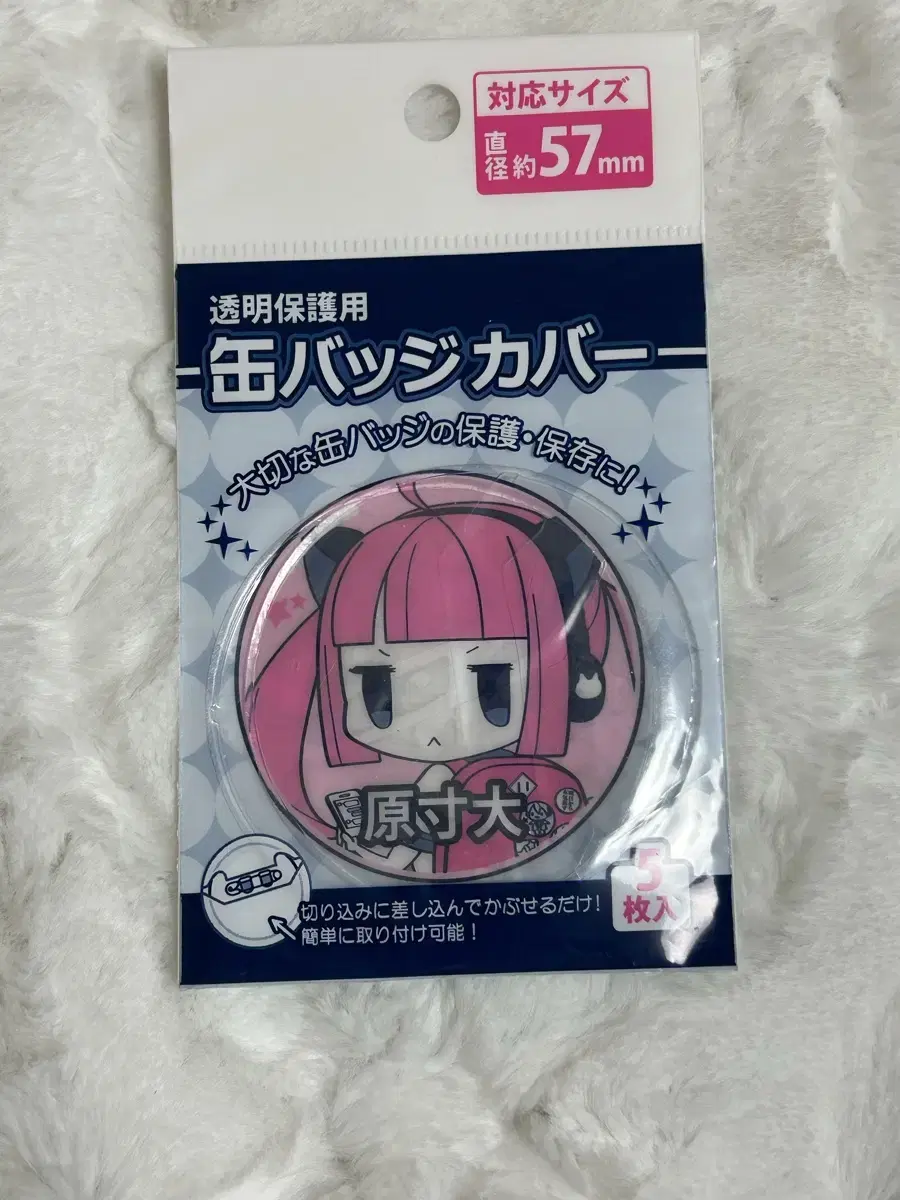 対応サイズ
直径約57mm
透明保護用
缶バッジカバー
大切な缶バッジの保護・保存に!
原寸大
5
枚入
切り込みに差し込んでかぶせるだけ!
簡単に取り付け可能!